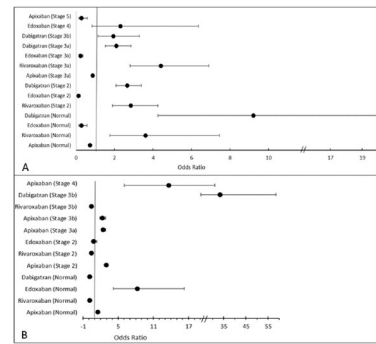 Apixaban (Stage 5)
Edoxaban (Stage 4)
Dabigatran (Stage 3b)
Dabigatran (Stage 3a)
Edoxaban (Stage 3a)
Rivaroxaban (Stage 3a)
Apixaban (Stage 3a)
Dabigatran (Stage 2)
Edoxaban (Stage 2)
Rivaroxaban (Stage 2)
Dabigatran (Normal)
Edoxaban (Normal)
Rivaroxaban (Normal)
Apixaban (Normal)
0 2 4 6 8 10 11 17 19
Odds Ratio
A
Apixaban (Stage 4)
Dabigatran (Stage 3b)
Rivaroxaban (Stage 3b)
Apixaban (Stage 3b)
Apixaban (Stage 3a)
Edoxaban (Stage 2)
Rivaroxaban (Stage 2)
Apixaban (Stage 2)
Dabigatran (Normal)
Edoxaban (Normal)
Rivaroxaban (Normal)
Apixaban (Normal)
-1 5 11 17 35 45 55
Odds Ratio
B